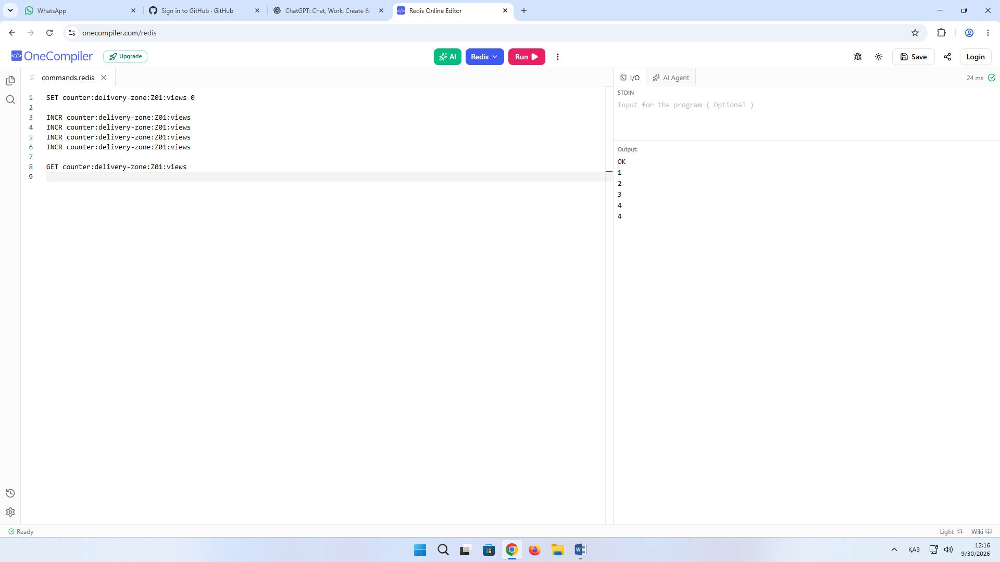 WhatsApp
Sign in to GitHub · GitHub
ChatGPT: Chat, Work, Create &
Redis Online Editor
onecompiler.com/redis
OneCompiler
Upgrade
AI
Redis
Run
Save
Login
commands.redis
I/O
AI Agent
24 ms
1 SET counter:delivery-zone:Z01:views 0
2
3 INCR counter:delivery-zone:Z01:views
4 INCR counter:delivery-zone:Z01:views
5 INCR counter:delivery-zone:Z01:views
6 INCR counter:delivery-zone:Z01:views
7
8 GET counter:delivery-zone:Z01:views
9
STDIN
Input for the program ( Optional )
Output:
OK
1
2
3
4
4
Ready
Light
Wiki
ҚАЗ
12:16
9/30/2026